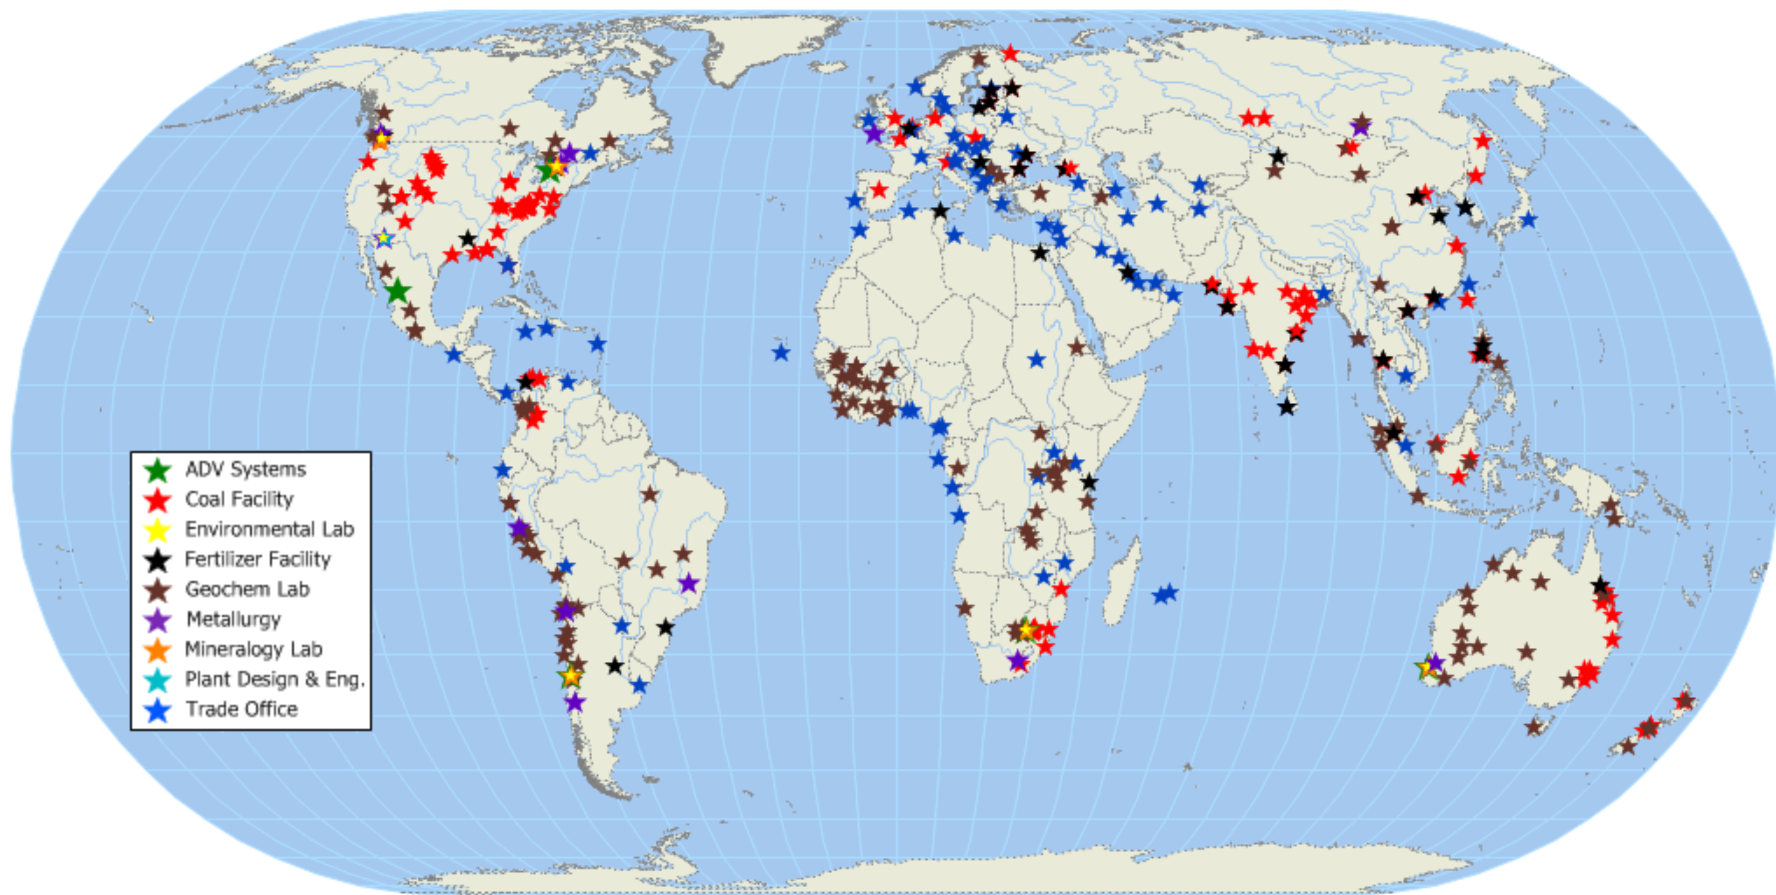 ADV Systems
Coal Facility
Environmental Lab
Fertilizer Facility
Geochem Lab
Metallurgy
Mineralogy Lab
Plant Design & Eng.
Trade Office